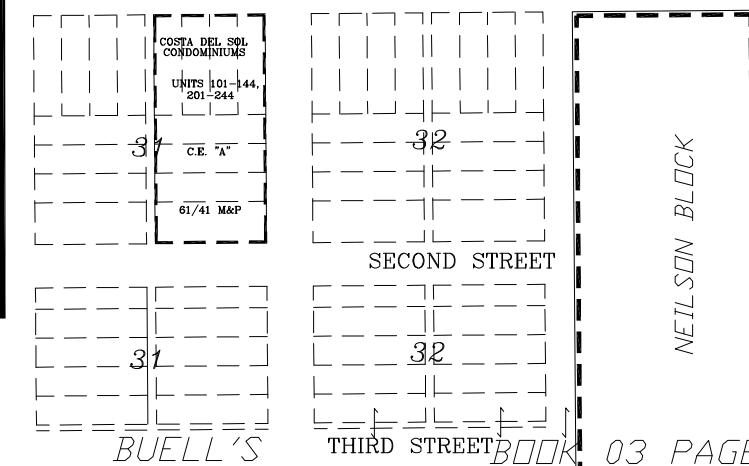 COSTA DEL SOL
CONDOMINIUMS
UNITS 101-144,
201-244
31
C.E. "A"
32
61/41 M&P
NEILSON BLOCK
SECOND STREET
31
32
BUELL'S
THIRD STREET
BOOK 03 PAGE